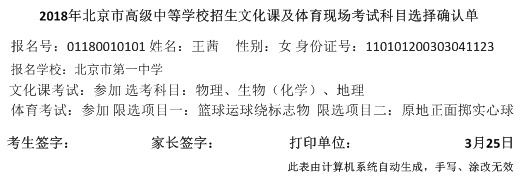 2018年北京市高级中等学校招生文化课及体育现场考试科目选择确认单
报名号：01180010101 姓名：王茜 性别：女 身份证号：110101200303041123
报名学校：北京市第一中学
文化课考试：参加 选考科目：物理、生物（化学）、地理
体育考试：参加 限选项目一：篮球运球绕标志物 限选项目二：原地正面掷实心球
考生签字： 家长签字： 打印单位： 3月25日
此表由计算机系统自动生成，手写、涂改无效